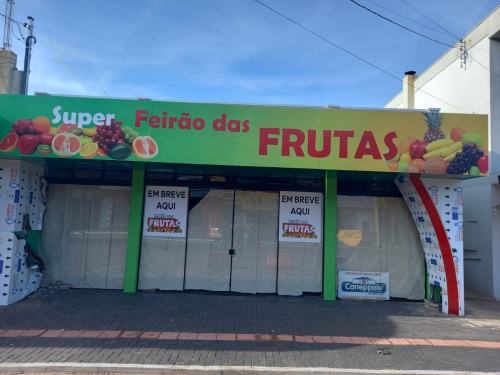 Super Feirão das FRUTAS
EM BREVE
AQUI
FRUTAS
EM BREVE
AQUI
FRUTAS
Caneppele